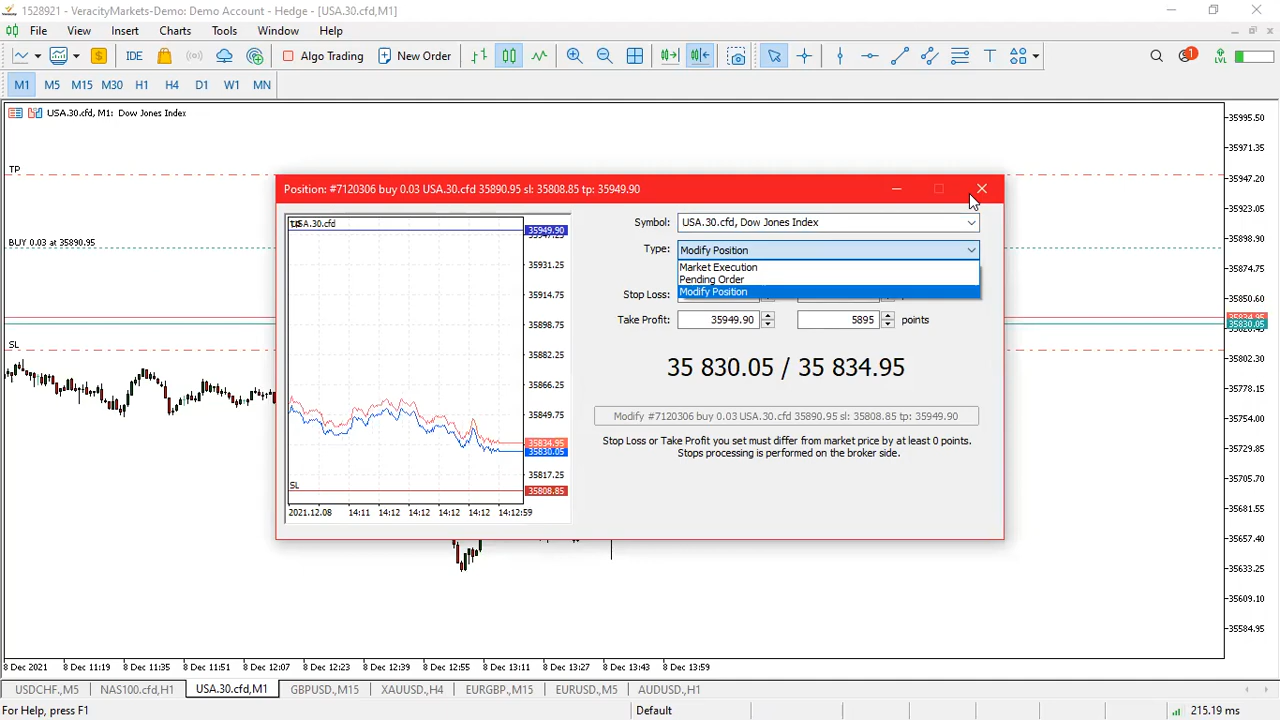 1528921 - VeracityMarkets-Demo: Demo Account - Hedge - [USA.30.cfd,M1]
File View Insert Charts Tools Window Help
IDE Algo Trading New Order 1 LVL
M1 M5 M15 M30 H1 H4 D1 W1 MN
USA.30.cfd, M1: Dow Jones Index
35995.50
35971.35
TP
35947.20
35923.05
BUY 0.03 at 35890.95
35898.90
35874.75
35850.60
35834.95
35830.05
SL
35802.30
35778.15
35754.00
35729.85
35705.70
35681.55
35657.40
35633.25
35609.10
35584.95
Position: #7120306 buy 0.03 USA.30.cfd 35890.95 sl: 35808.85 tp: 35949.90
USA.30.cfd
35949.90
35931.25
35914.75
35898.75
35882.25
35866.25
35849.75
35834.95
35830.05
35817.25
SL
35808.85
2021.12.08 14:11 14:12 14:12 14:12 14:12 14:12:59
Symbol: USA.30.cfd, Dow Jones Index
Type: Modify Position
Market Execution
Pending Order
Modify Position
Stop Loss:
Take Profit: 35949.90 5895 points
35 830.05 / 35 834.95
Modify #7120306 buy 0.03 USA.30.cfd 35890.95 sl: 35808.85 tp: 35949.90
Stop Loss or Take Profit you set must differ from market price by at least 0 points.
Stops processing is performed on the broker side.
8 Dec 2021 8 Dec 11:19 8 Dec 11:35 8 Dec 11:51 8 Dec 12:07 8 Dec 12:23 8 Dec 12:39 8 Dec 12:55 8 Dec 13:11 8 Dec 13:27 8 Dec 13:43 8 Dec 13:59
USDCHF.,M5 NAS100.cfd,H1 USA.30.cfd,M1 GBPUSD.,M15 XAUUSD.,H4 EURGBP.,M15 EURUSD.,M5 AUDUSD.,H1
For Help, press F1 Default 215.19 ms